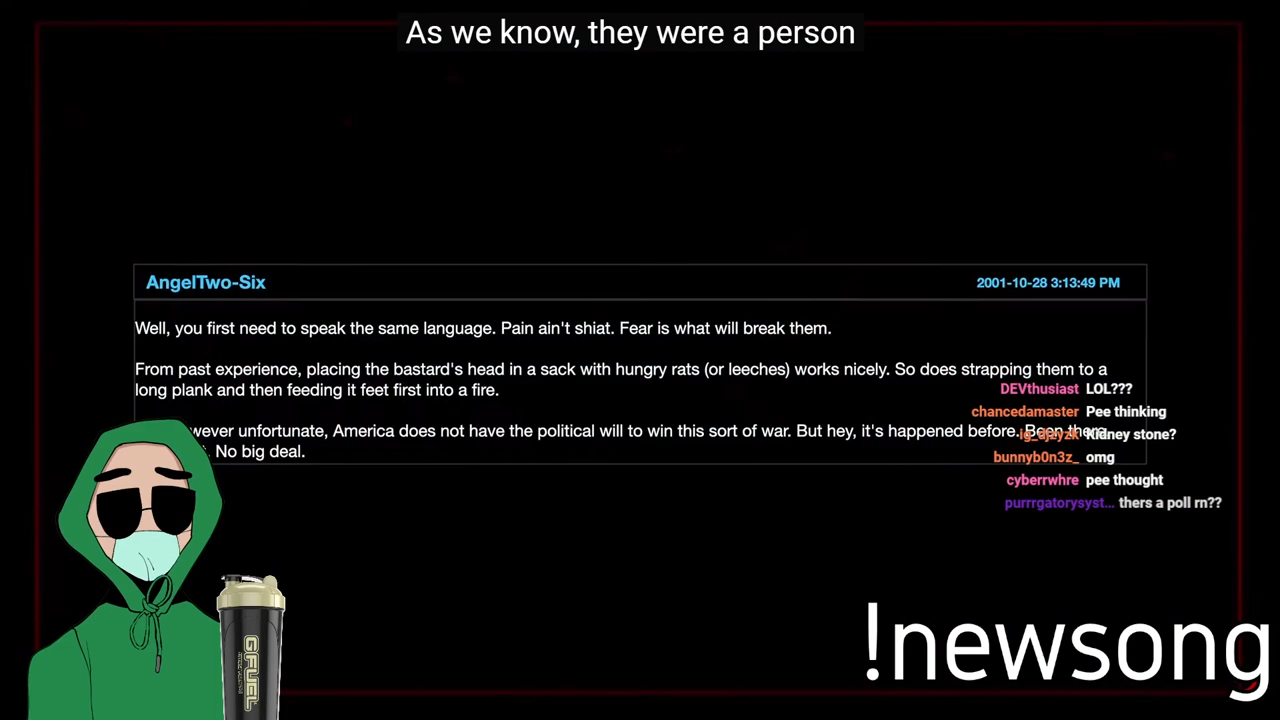 As we know, they were a person
AngelTwo-Six
2001-10-28 3:13:49 PM
Well, you first need to speak the same language. Pain ain't shiat. Fear is what will break them.
From past experience, placing the bastard's head in a sack with hungry rats (or leeches) works nicely. So does strapping them to a
long plank and then feeding it feet first into a fire.
unfortunate, America does not have the political will to win this sort of war. But hey, it's happened before. Been there
No big deal.
DEVthusiast LOL???
chancedamaster Pee thinking
Kidney stone?
bunnyb0n3z_ omg
cyberrwhre pee thought
purrrgatorysyst... thers a poll rn??
GFUEL
!newsong